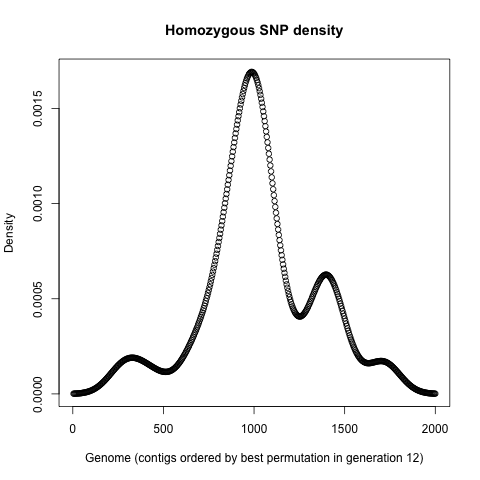 Homozygous SNP density
Density
0.0015
0.0010
0.0005
0.0000
0 500 1000 1500 2000
Genome (contigs ordered by best permutation in generation 12)